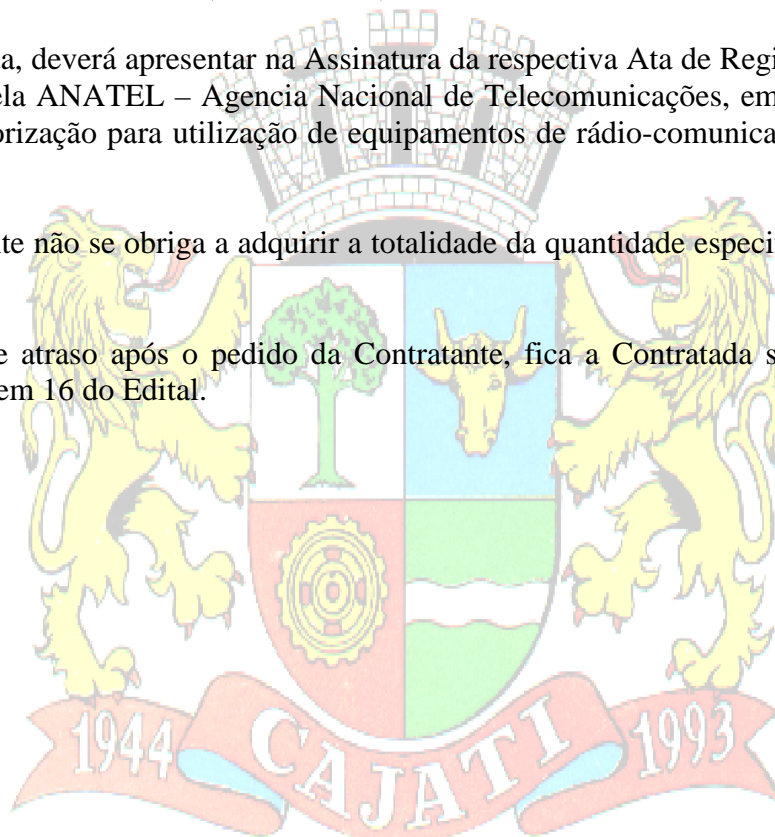 deverá apresentar na Assinatura da respectiva Ata de Regi
ela ANATEL – Agencia Nacional de Telecomunicações, em
orização para utilização de equipamentos de rádio-comunica
te não se obriga a adquirir a totalidade da quantidade especi
e atraso após o pedido da Contratante, fica a Contratada s
em 16 do Edital.
1944 CAJATI 1993